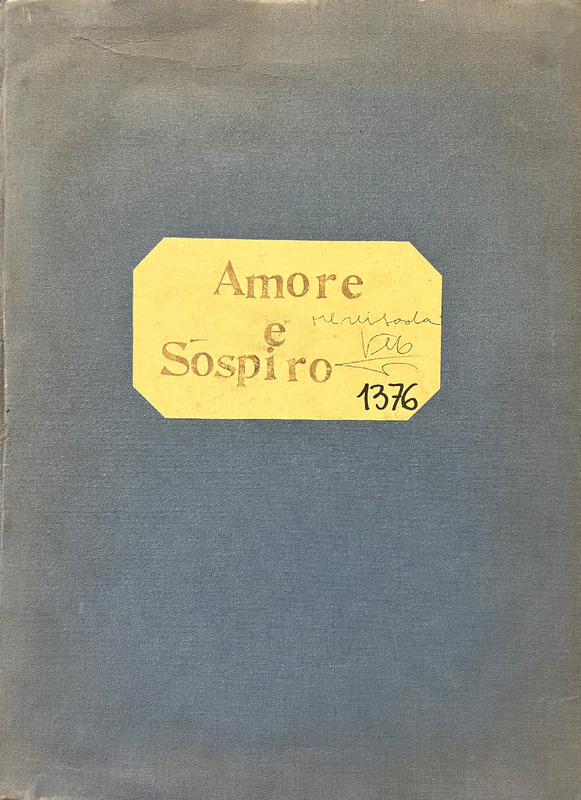 Amore
e
revisada
Sospiro
1376